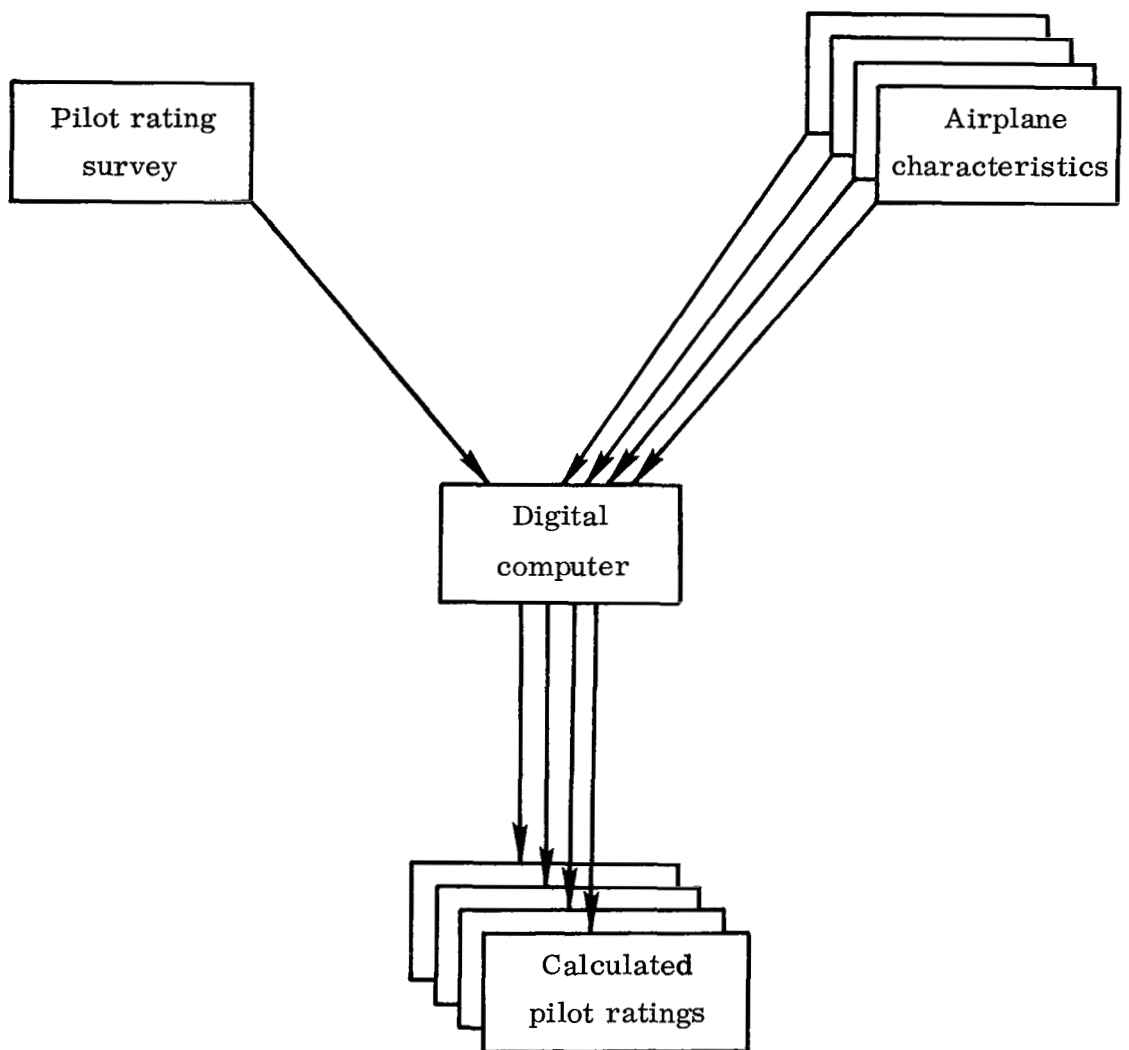 Pilot rating
survey
Airplane
characteristics
Digital
computer
Calculated
pilot ratings